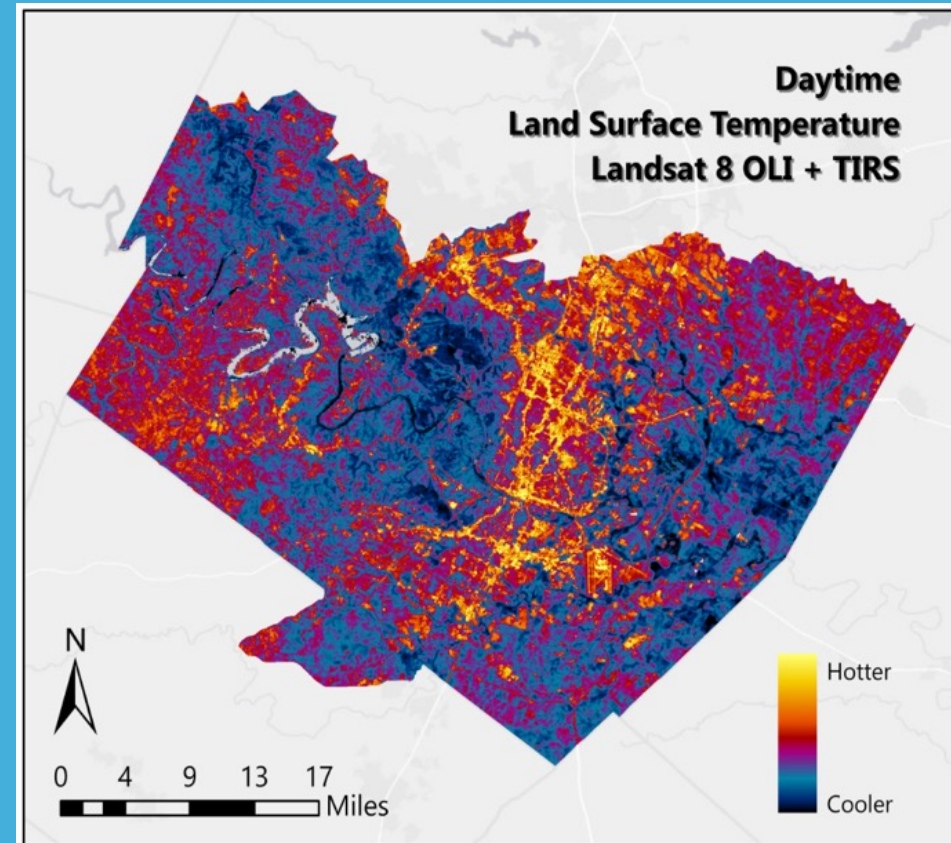 Daytime
Land Surface Temperature
Landsat 8 OLI + TIRS
N
0 4 9 13 17
Miles
Hotter
Cooler